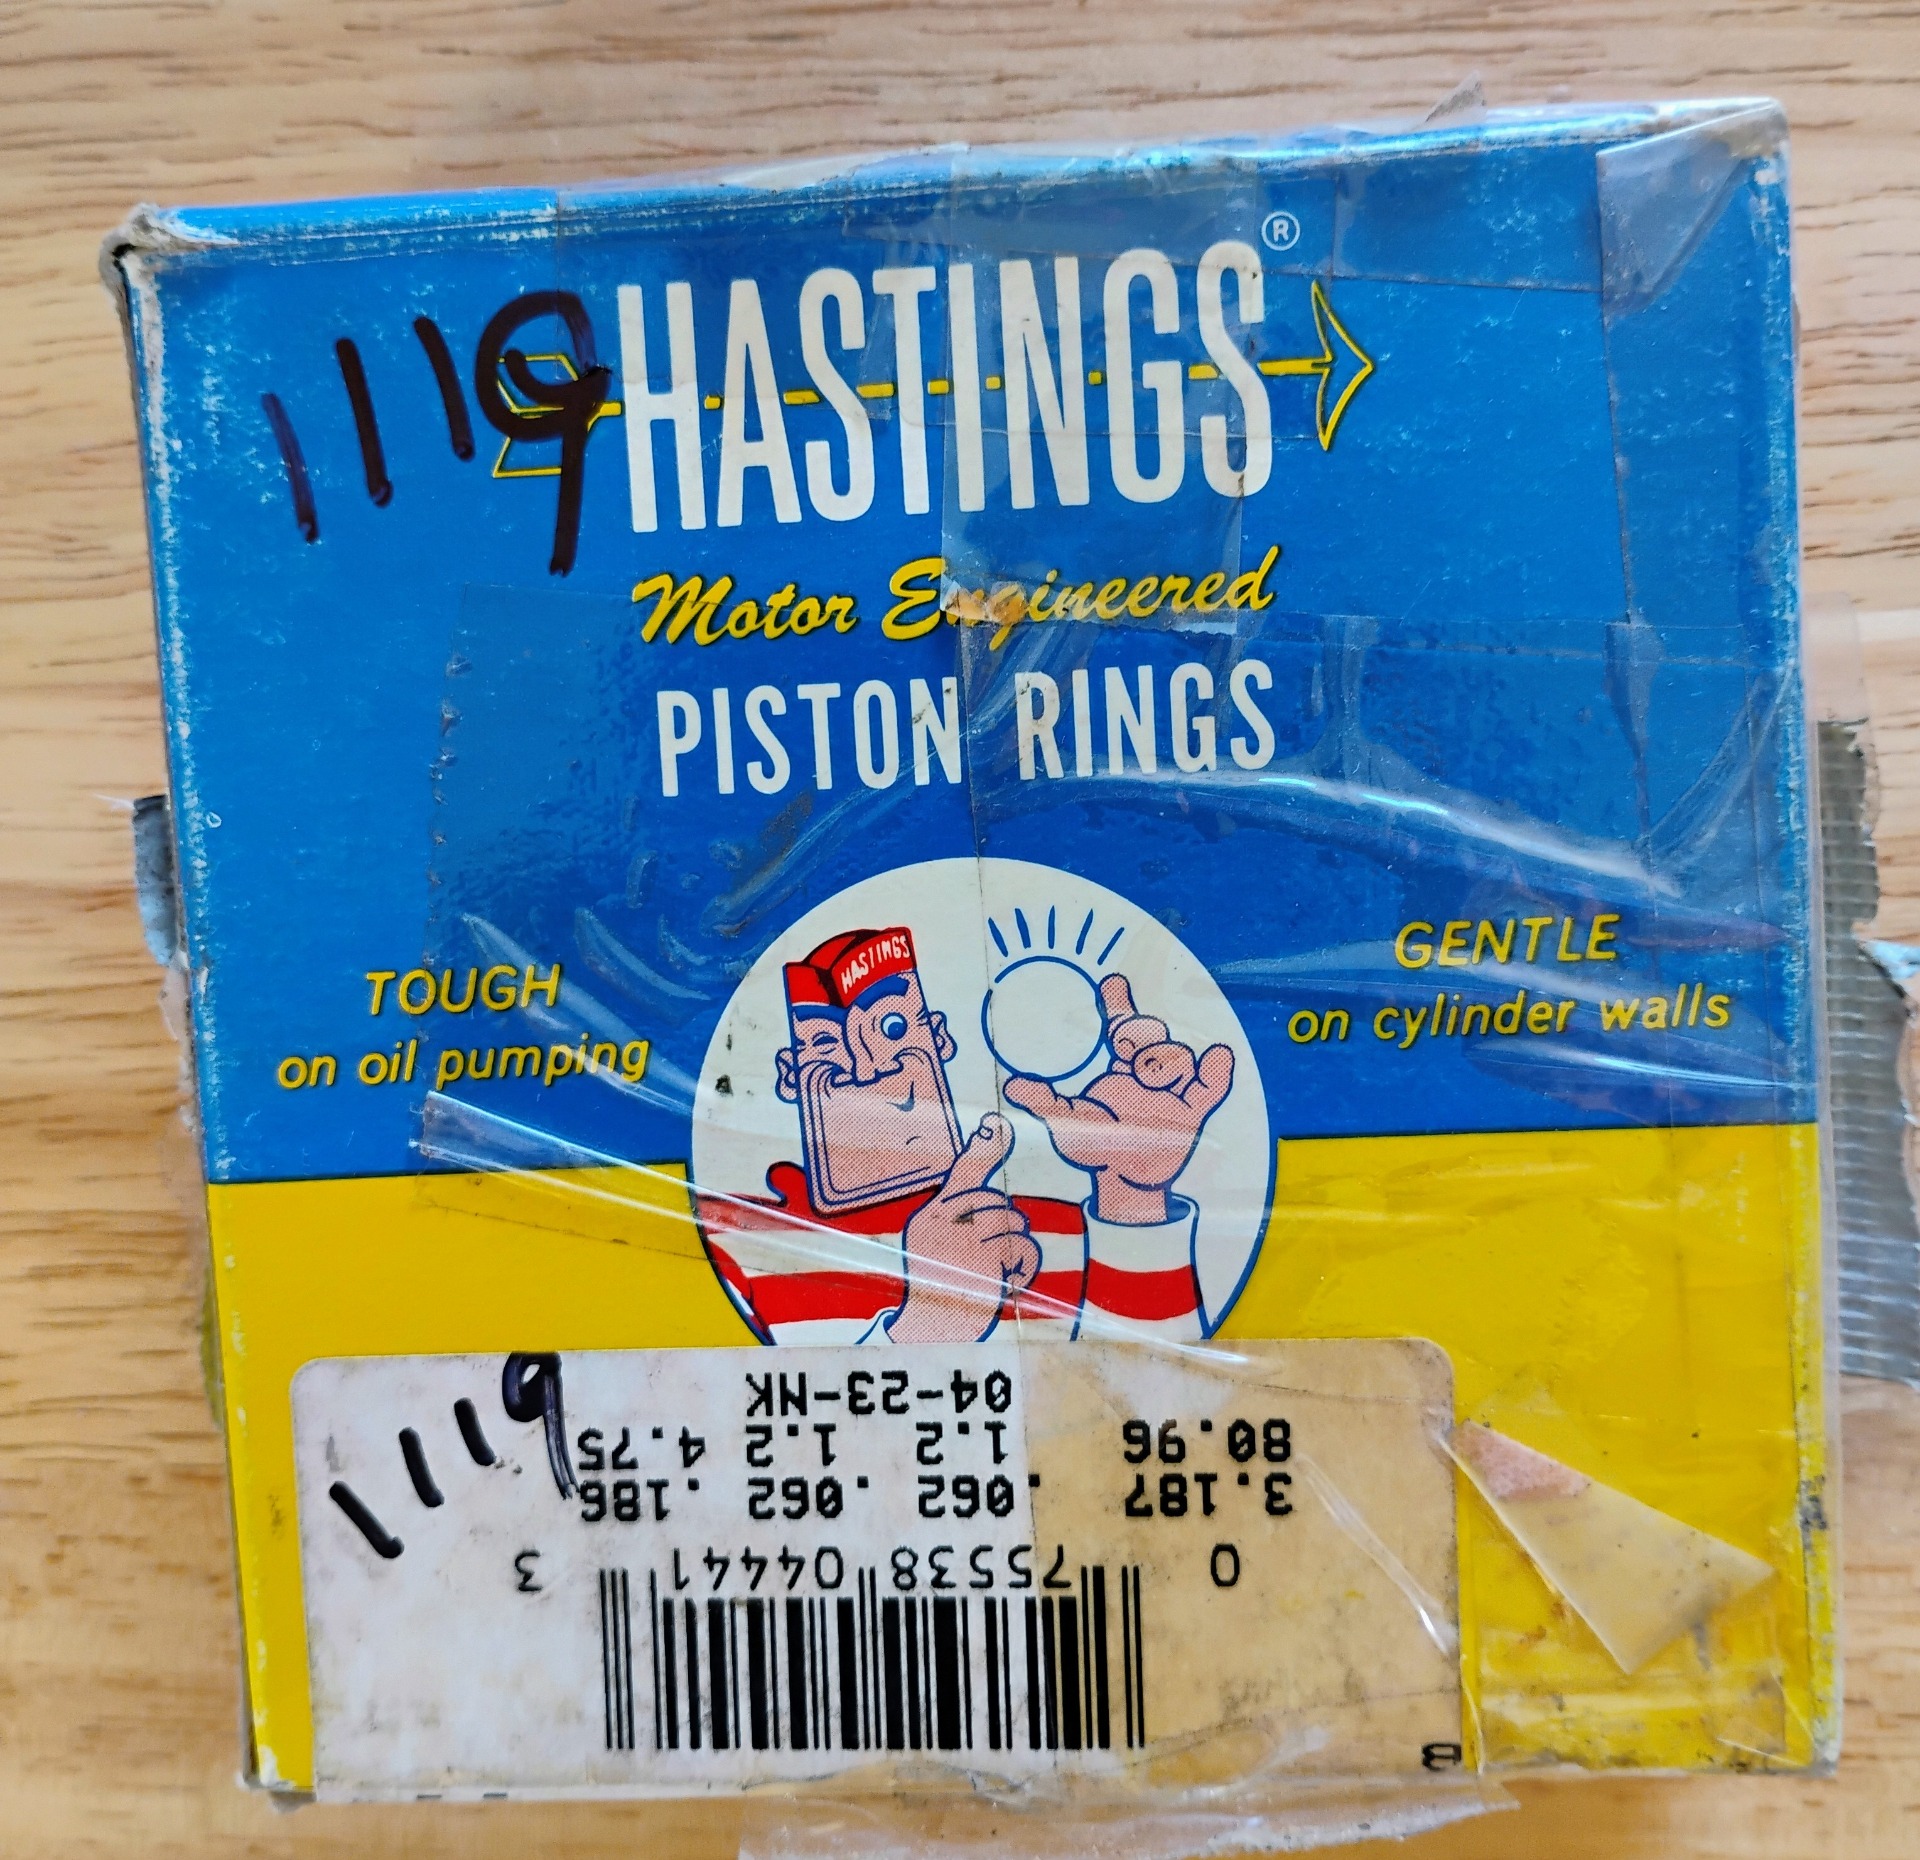 1119
HASTINGS®
Motor Engineered
PISTON RINGS
TOUGH
on oil pumping
GENTLE
on cylinder walls
HASTINGS
1119
0 75538 04441 3
3.187 .062 .062 .186
80.96 1.2 1.2 4.75
04-23-NK